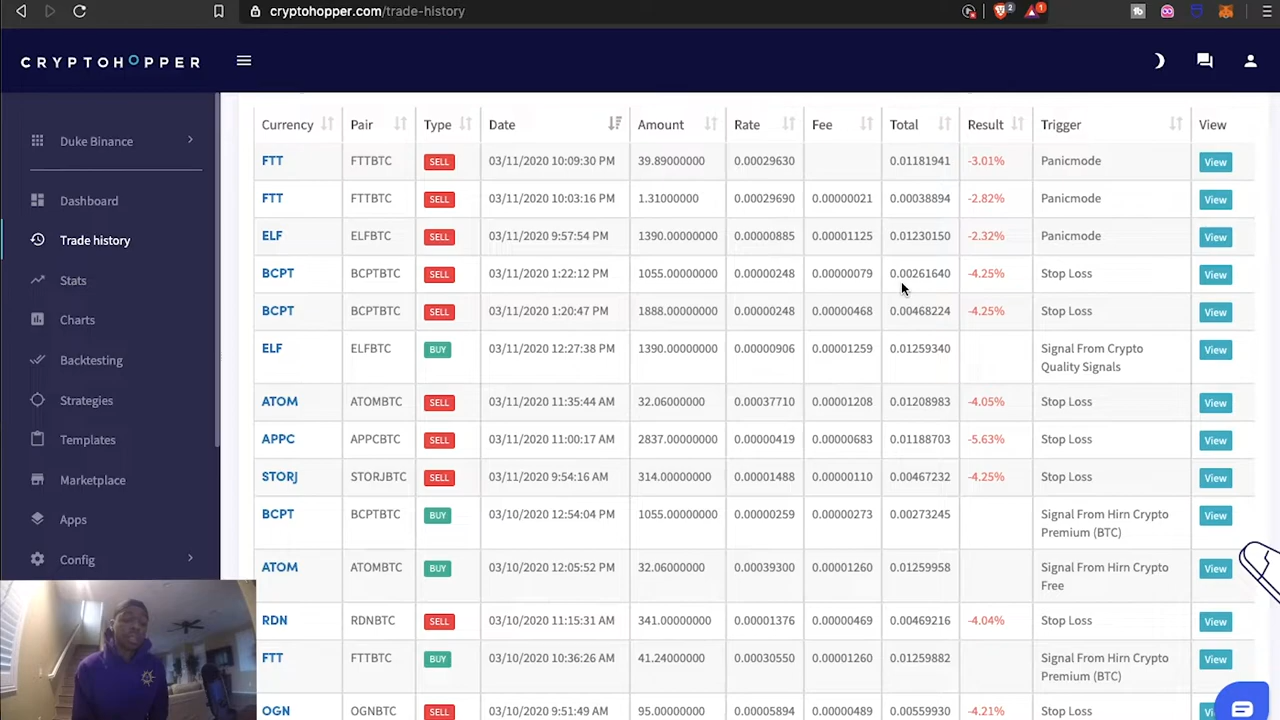 cryptohopper.com/trade-history
2
1
CRYPTOHOPPER
Duke Binance
Dashboard
Trade history
Stats
Charts
Backtesting
Strategies
Templates
Marketplace
Apps
Config
Currency Pair Type Date Amount Rate Fee Total Result Trigger View
FTT FTTBTC SELL 03/11/2020 10:09:30 PM 39.89000000 0.00029630 0.01181941 -3.01% Panicmode View
FTT FTTBTC SELL 03/11/2020 10:03:16 PM 1.31000000 0.00029690 0.00000021 0.00038894 -2.82% Panicmode View
ELF ELFBTC SELL 03/11/2020 9:57:54 PM 1390.00000000 0.00000885 0.00001125 0.01230150 -2.32% Panicmode View
BCPT BCPTBTC SELL 03/11/2020 1:22:12 PM 1055.00000000 0.00000248 0.00000079 0.00261640 -4.25% Stop Loss View
BCPT BCPTBTC SELL 03/11/2020 1:20:47 PM 1888.00000000 0.00000248 0.00000468 0.00468224 -4.25% Stop Loss View
ELF ELFBTC BUY 03/11/2020 12:27:38 PM 1390.00000000 0.00000906 0.00001259 0.01259340 Signal From Crypto View
Quality Signals
ATOM ATOMBTC SELL 03/11/2020 11:35:44 AM 32.06000000 0.00037710 0.00001208 0.01208983 -4.05% Stop Loss View
APPC APPCBTC SELL 03/11/2020 11:00:17 AM 2837.00000000 0.00000419 0.00000683 0.01188703 -5.63% Stop Loss View
STORJ STORJBTC SELL 03/11/2020 9:54:16 AM 314.00000000 0.00001488 0.00000110 0.00467232 -4.25% Stop Loss View
BCPT BCPTBTC BUY 03/10/2020 12:54:04 PM 1055.00000000 0.00000259 0.00000273 0.00273245 Signal From Hirn Crypto View
Premium (BTC)
ATOM ATOMBTC BUY 03/10/2020 12:05:52 PM 32.06000000 0.00039300 0.00001260 0.01259958 Signal From Hirn Crypto View
Free
RDN RDNBTC SELL 03/10/2020 11:15:31 AM 341.00000000 0.00001376 0.00000469 0.00469216 -4.04% Stop Loss View
FTT FTTBTC BUY 03/10/2020 10:36:26 AM 41.24000000 0.00030550 0.00001260 0.01259882 Signal From Hirn Crypto View
Premium (BTC)
OGN OGNBTC SELL 03/10/2020 9:51:49 AM 95.00000000 0.00005894 0.00000489 0.00559930 -4.21% Stop Loss